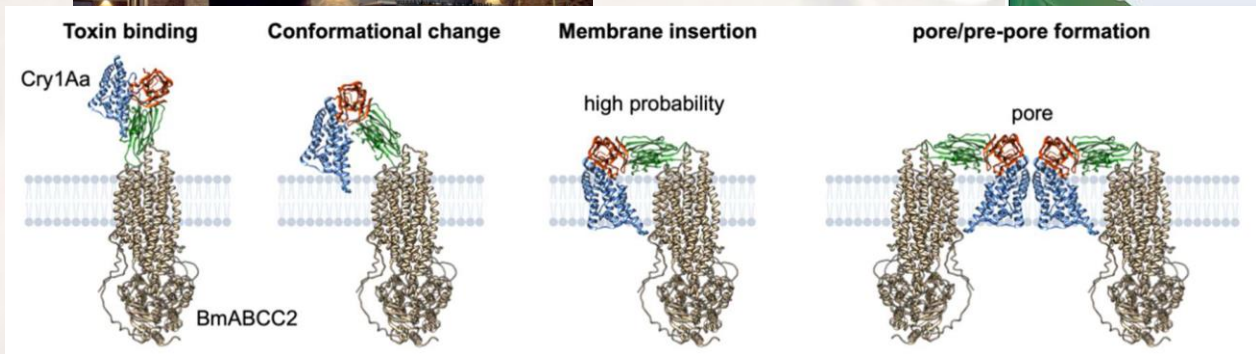 Toxin binding
Conformational change
Membrane insertion
pore/pre-pore formation
Cry1Aa
high probability
pore
BmABCC2